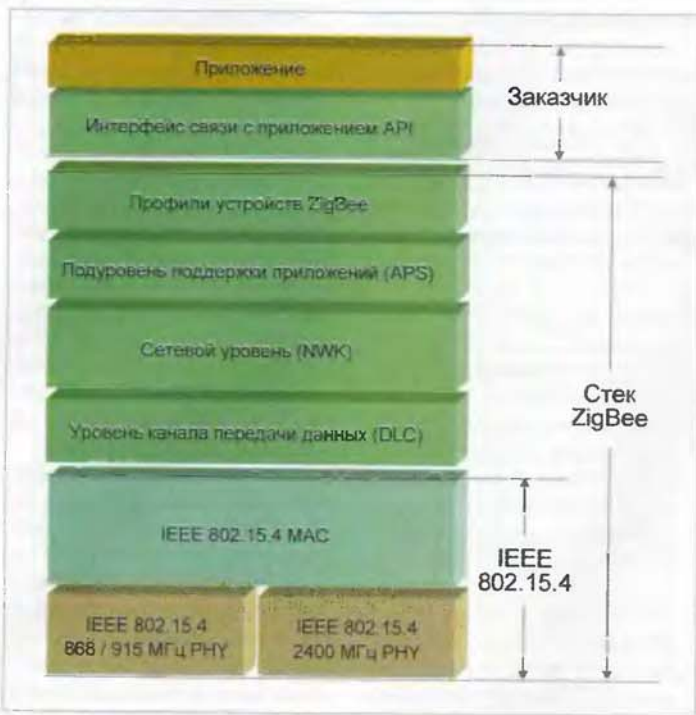 Приложение
Интерфейс связи с приложением API
Заказчик
Профили устройств ZigBee
Подуровень поддержки приложений (APS)
Сетевой уровень (NWK)
Уровень канала передачи данных (DLC)
Стек
ZigBee
IEEE 802.15.4 MAC
IEEE
802.15.4
IEEE 802.15.4
868 / 915 МГц PHY
IEEE 802.15.4
2400 МГц PHY